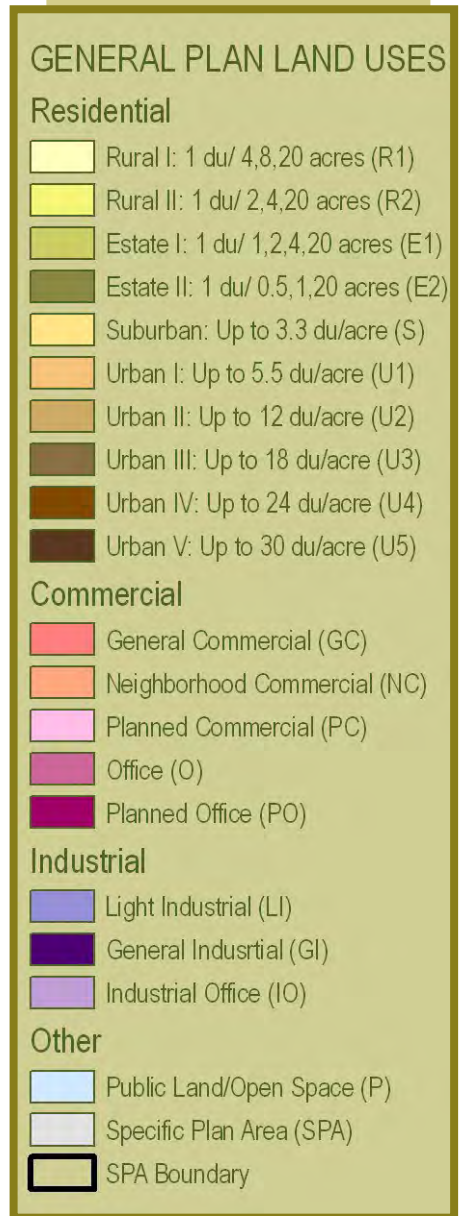 GENERAL PLAN LAND USES
Residential
Rural I: 1 du/ 4,8,20 acres (R1)
Rural II: 1 du/ 2,4,20 acres (R2)
Estate I: 1 du/ 1,2,4,20 acres (E1)
Estate II: 1 du/ 0.5,1,20 acres (E2)
Suburban: Up to 3.3 du/acre (S)
Urban I: Up to 5.5 du/acre (U1)
Urban II: Up to 12 du/acre (U2)
Urban III: Up to 18 du/acre (U3)
Urban IV: Up to 24 du/acre (U4)
Urban V: Up to 30 du/acre (U5)
Commercial
General Commercial (GC)
Neighborhood Commercial (NC)
Planned Commercial (PC)
Office (O)
Planned Office (PO)
Industrial
Light Industrial (LI)
General Indusrtial (GI)
Industrial Office (IO)
Other
Public Land/Open Space (P)
Specific Plan Area (SPA)
SPA Boundary